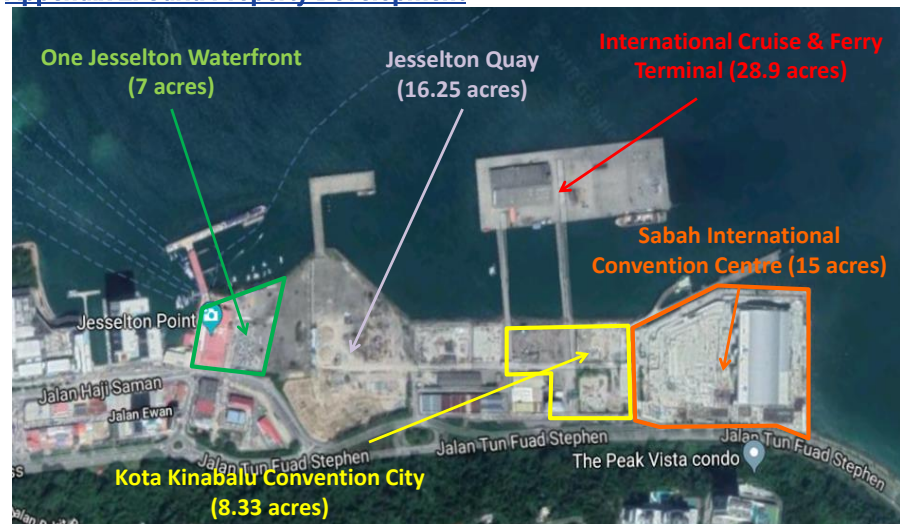 One Jesselton Waterfront
(7 acres)
Jesselton Quay
(16.25 acres)
International Cruise & Ferry
Terminal (28.9 acres)
Sabah International
Convention Centre (15 acres)
Jesselton Point
Jalan Haji Saman
Jalan Ewan
Jalan Tun Fuad Stephen
Jalan Tun Fuad Stephen
Jalan Tun Fuad Stephen
The Peak Vista condo
Kota Kinabalu Convention City
(8.33 acres)